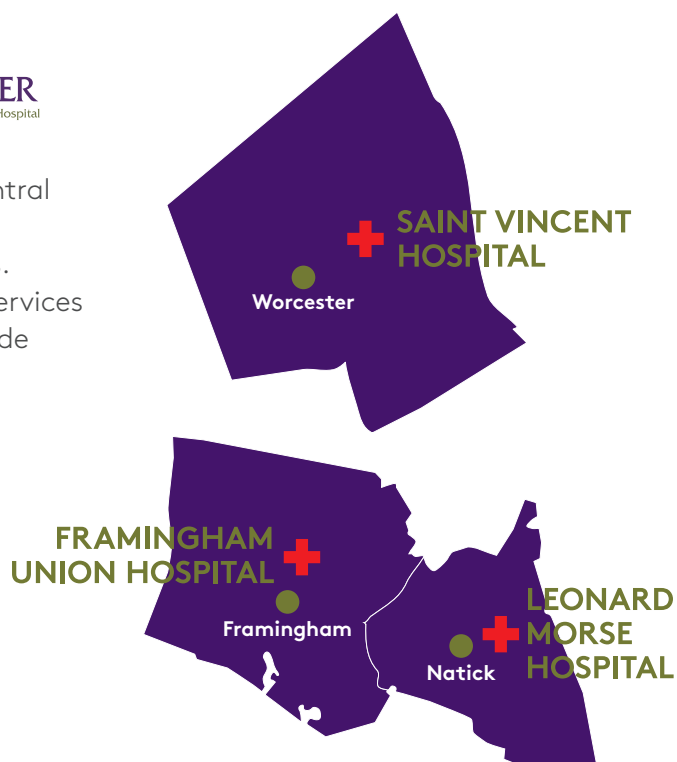 ER
Hospital
ntral
.
ervices
de
SAINT VINCENT
HOSPITAL
Worcester
FRAMINGHAM
UNION HOSPITAL
Framingham
LEONARD
MORSE
HOSPITAL
Natick